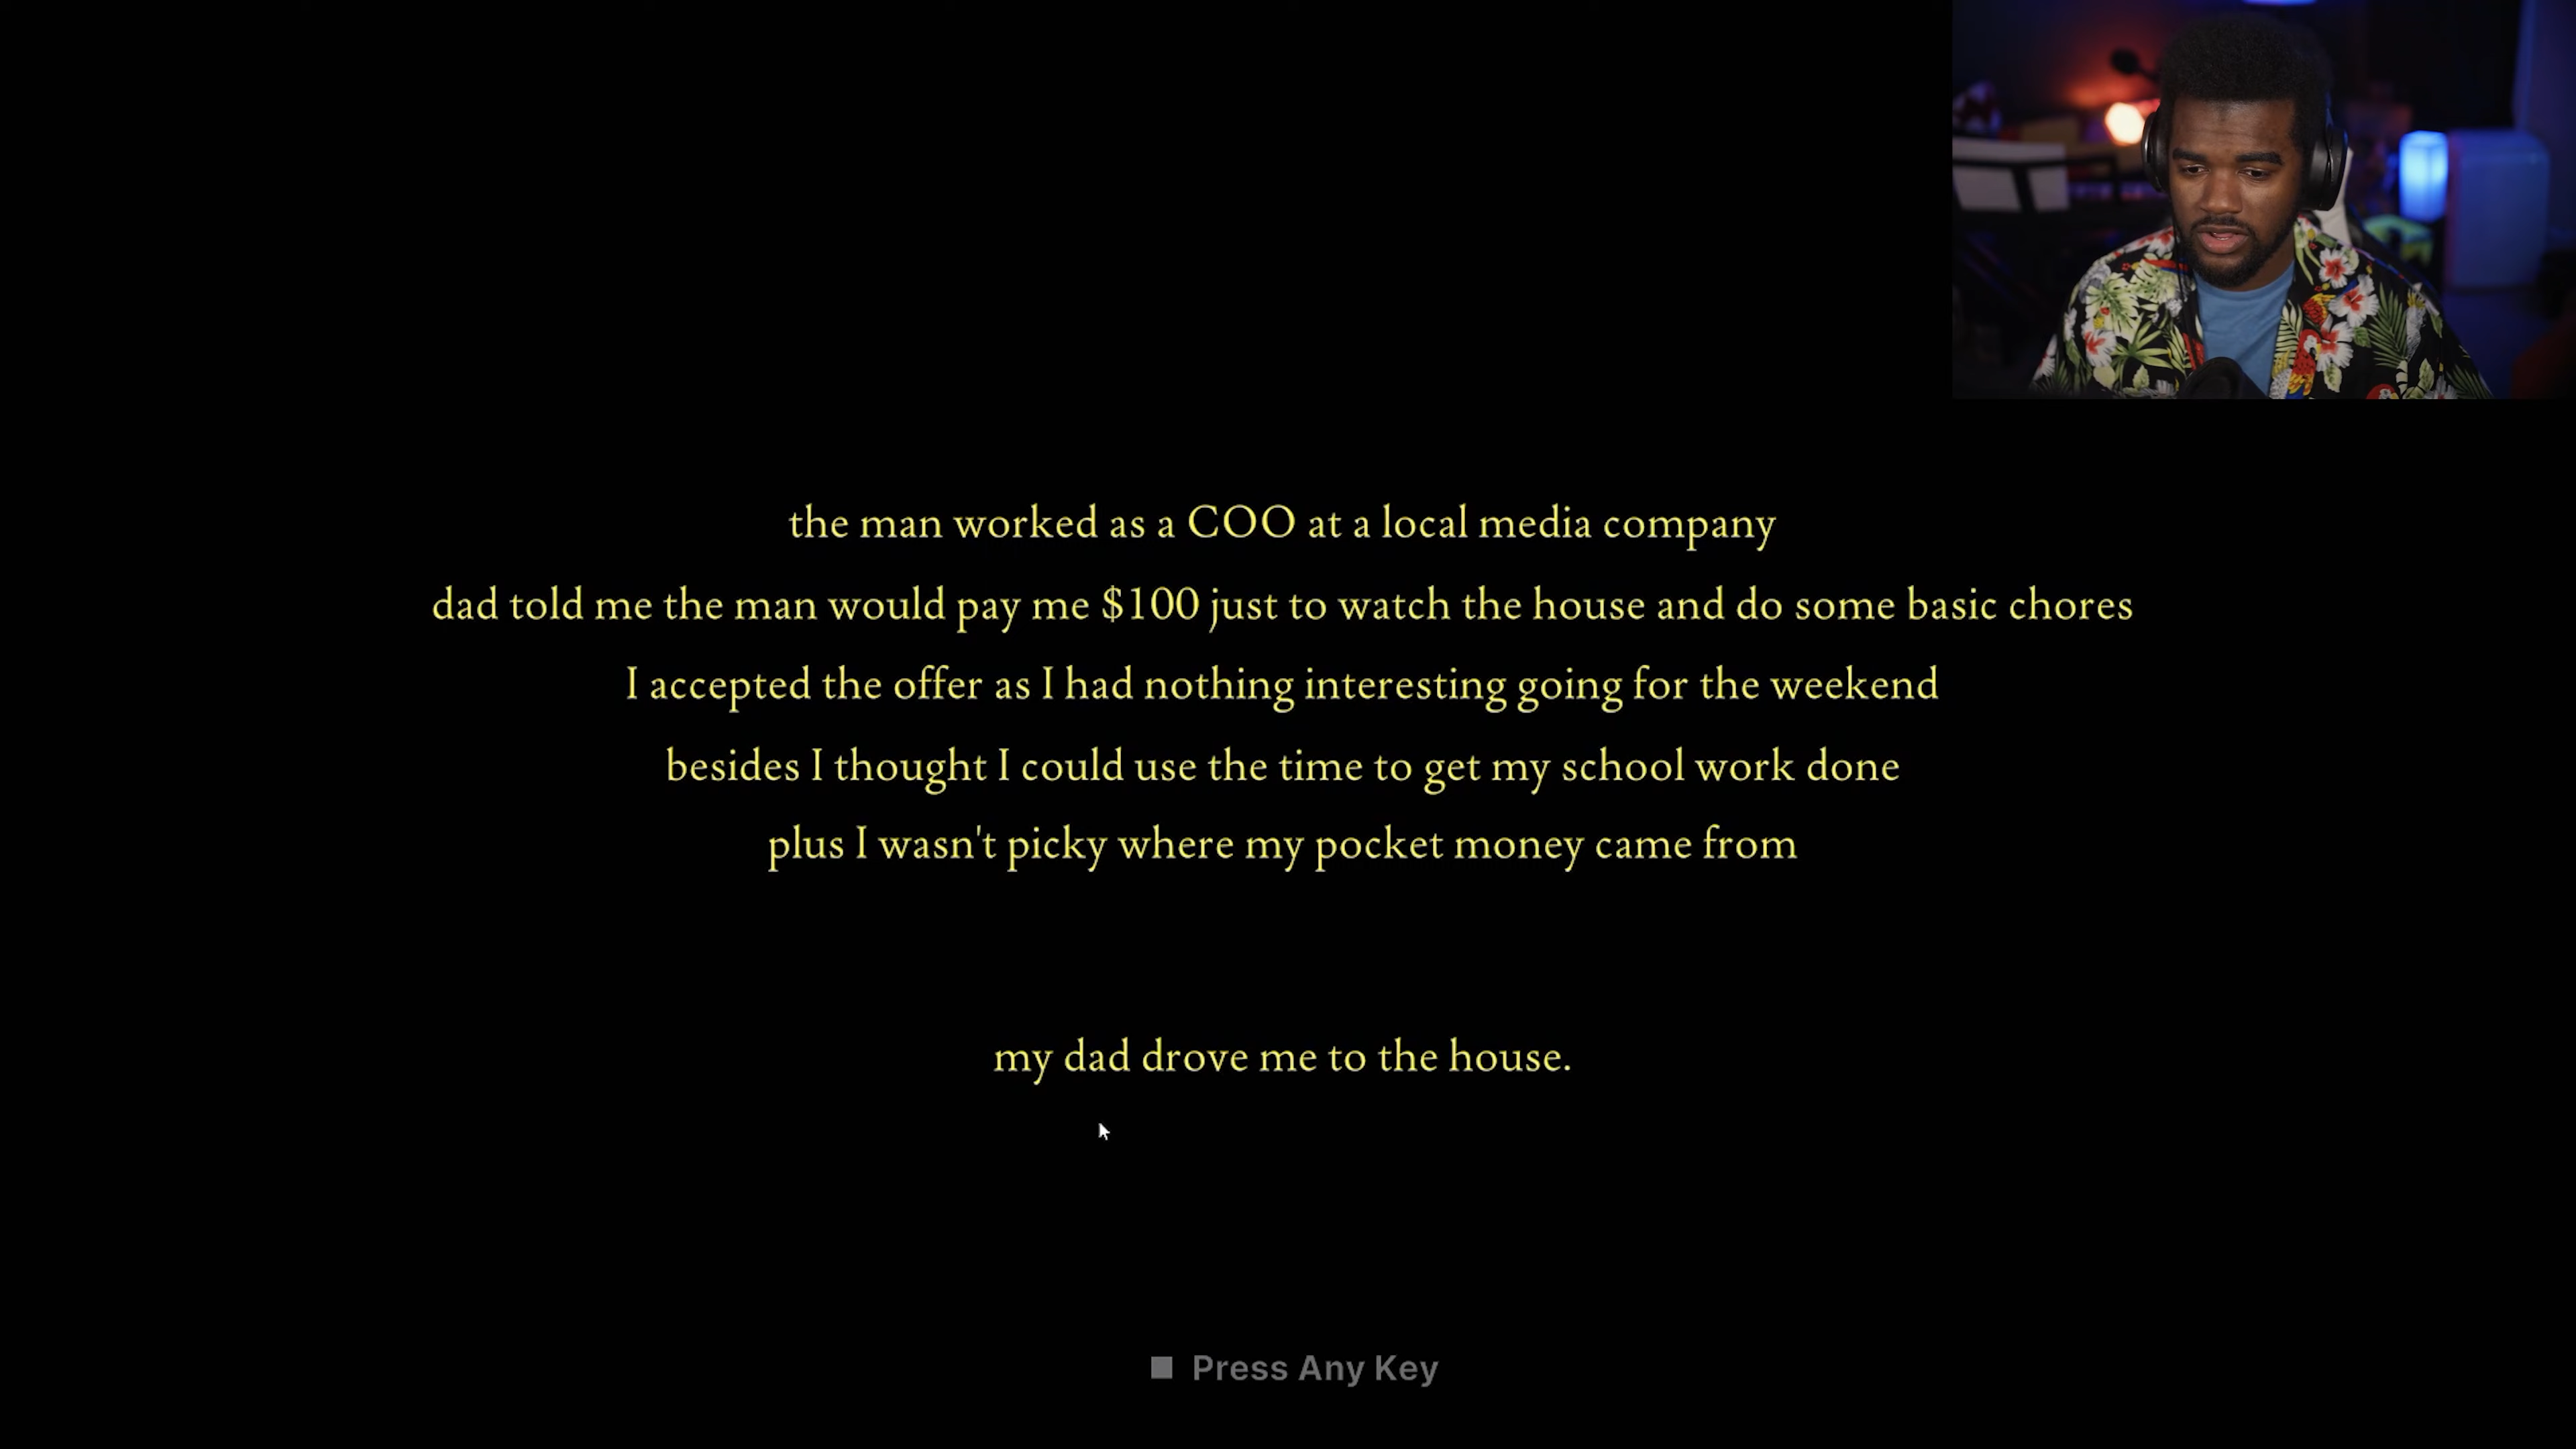 the man worked as a COO at a local media company
dad told me the man would pay me $100 just to watch the house and do some basic chores
I accepted the offer as I had nothing interesting going for the weekend
besides I thought I could use the time to get my school work done
plus I wasn't picky where my pocket money came from
my dad drove me to the house.
Press Any Key